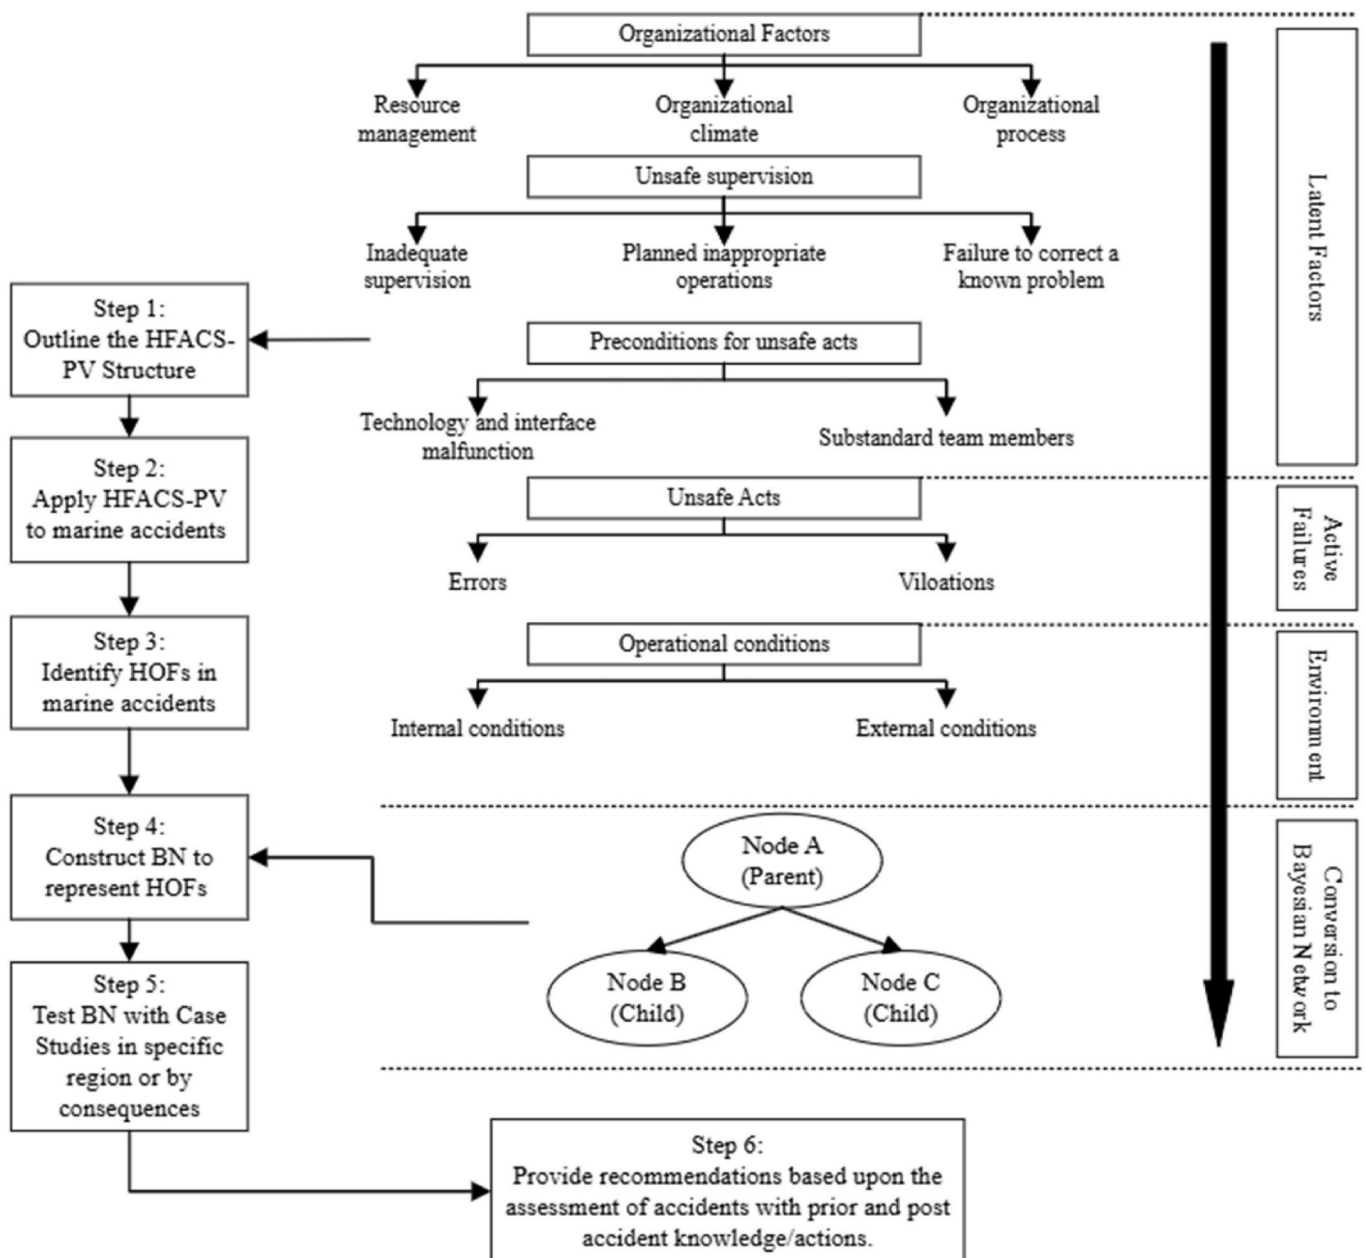 Organizational Factors
Resource
management
Organizational
climate
Organizational
process
Unsafe supervision
Inadequate
supervision
Planned inappropriate
operations
Failure to correct a
known problem
Preconditions for unsafe acts
Technology and interface
malfunction
Substandard team members
Unsafe Acts
Errors
Viloations
Operational conditions
Internal conditions
External conditions
Node A
(Parent)
Node B
(Child)
Node C
(Child)
Latent Factors
Active
Failures
Environment
Conversion to
Bayesian Network
Step 1:
Outline the HFACS-
PV Structure
Step 2:
Apply HFACS-PV
to marine accidents
Step 3:
Identify HOFs in
marine accidents
Step 4:
Construct BN to
represent HOFs
Step 5:
Test BN with Case
Studies in specific
region or by
consequences
Step 6:
Provide recommendations based upon the
assessment of accidents with prior and post
accident knowledge/actions.